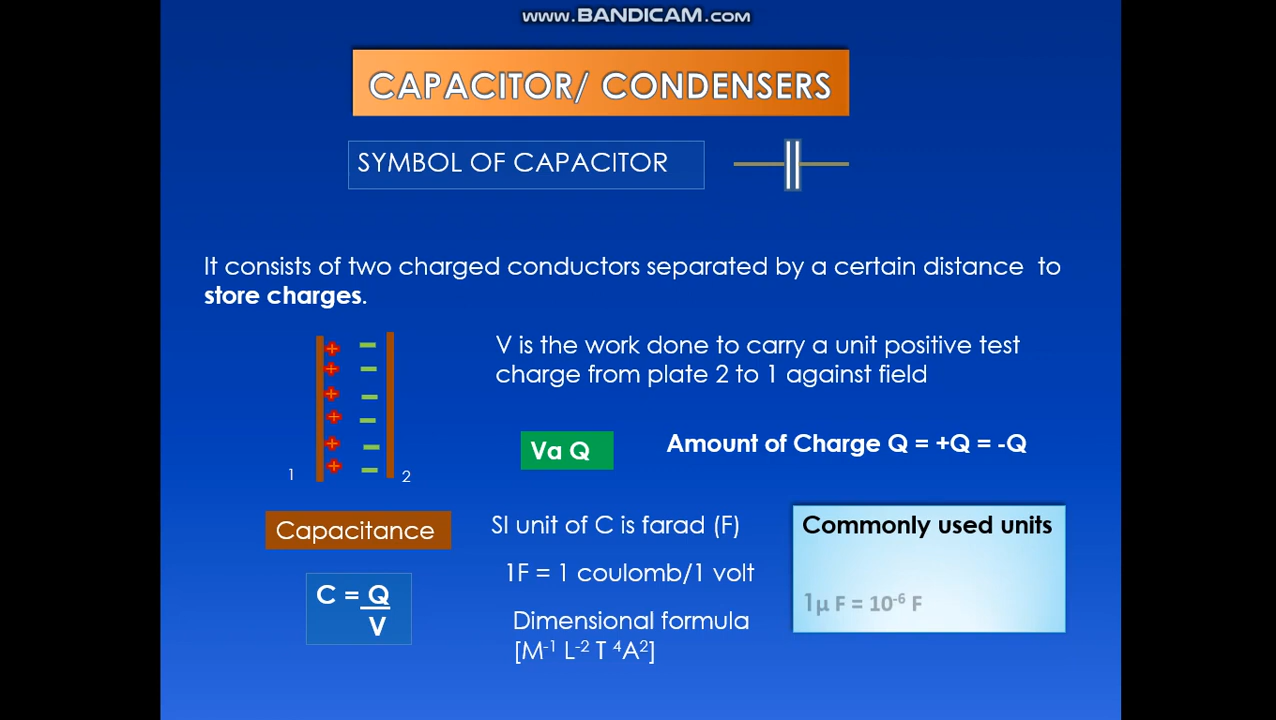 www.BANDICAM.com
CAPACITOR/ CONDENSERS
SYMBOL OF CAPACITOR
It consists of two charged conductors separated by a certain distance to
store charges.
V is the work done to carry a unit positive test
charge from plate 2 to 1 against field
Va Q
Amount of Charge Q = +Q = -Q
1
2
Capacitance
C = Q
V
SI unit of C is farad (F)
1F = 1 coulomb/1 volt
Dimensional formula
[M⁻¹ L⁻² T ⁴A²]
Commonly used units
1μ F = 10⁻⁶ F